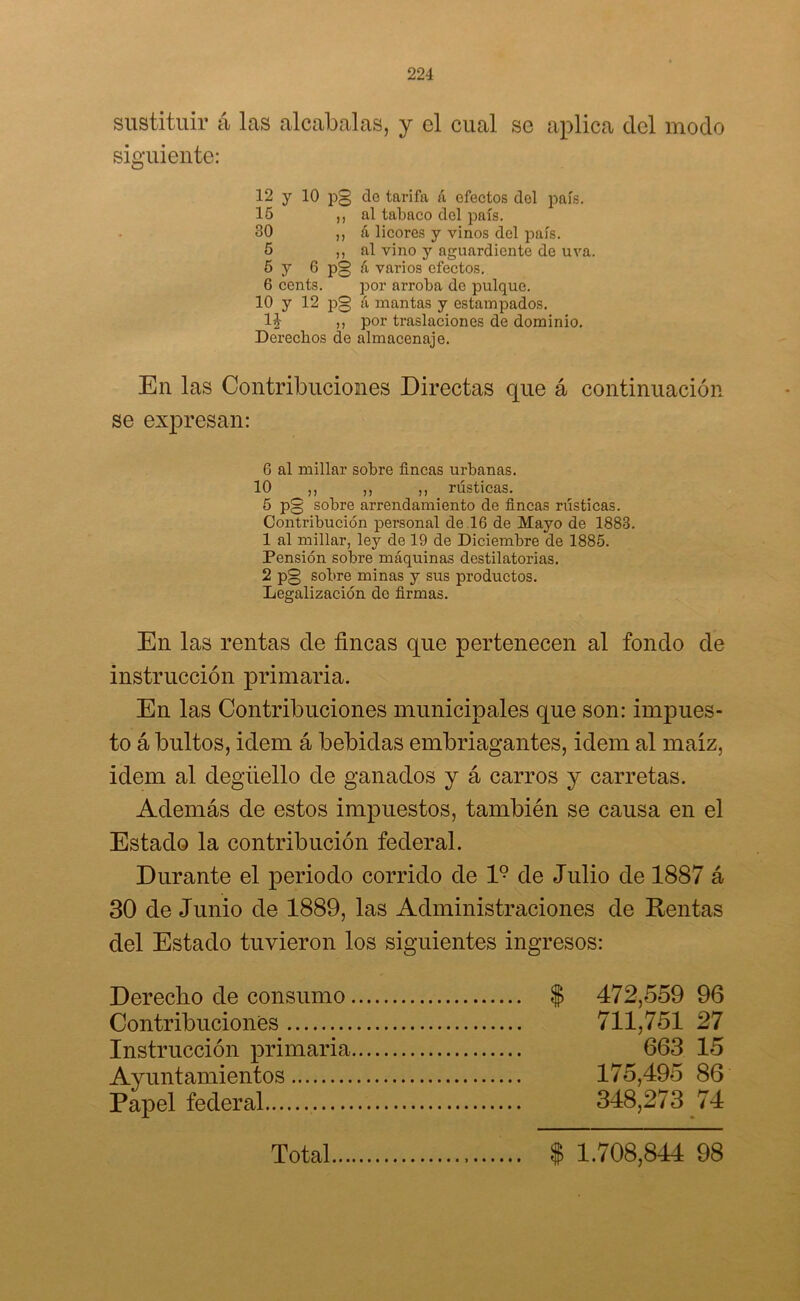 224
sustituir á las alcabalas, y el cual se aplica del modo
siguiente:
12 y 10 p§ de tarifa á efectos del país.
15 ,, al tabaco del país.
30 ,, á licores y vinos del país.
5 ,, al vino y aguardiente de uva.
5 y 6 p§ á varios efectos.
6 cents. por arroba de pulque.
10 y 12 p§ á mantas y estampados.
1½ ,, por traslaciones de dominio.
Derechos de almacenaje.
En las Contribuciones Directas que á continuación
se expresan:
6 al millar sobre fincas urbanas.
10 ,, ,, ,, rústicas.
5 p§ sobre arrendamiento de fincas rústicas.
Contribución personal de 16 de Mayo de 1883.
1 al millar, ley de 19 de Diciembre de 1885.
Pensión sobre máquinas destilatorias.
2 p§ sobre minas y sus productos.
Legalización de firmas.
En las rentas de fincas que pertenecen al fondo de
instrucción primaria.
En las Contribuciones municipales que son: impues-
to á bultos, idem á bebidas embriagantes, idem al maíz,
idem al degüello de ganados y á carros y carretas.
Además de estos impuestos, también se causa en el
Estado la contribución federal.
Durante el periodo corrido de 1º de Julio de 1887 á
30 de Junio de 1889, las Administraciones de Rentas
del Estado tuvieron los siguientes ingresos:
Derecho de consumo...................... $ 472,559 96
Contribuciones............................ 711,751 27
Instrucción primaria..................... 663 15
Ayuntamientos............................ 175,495 86
Papel federal............................... 348,273 74
Total........................ $ 1.708,844 98